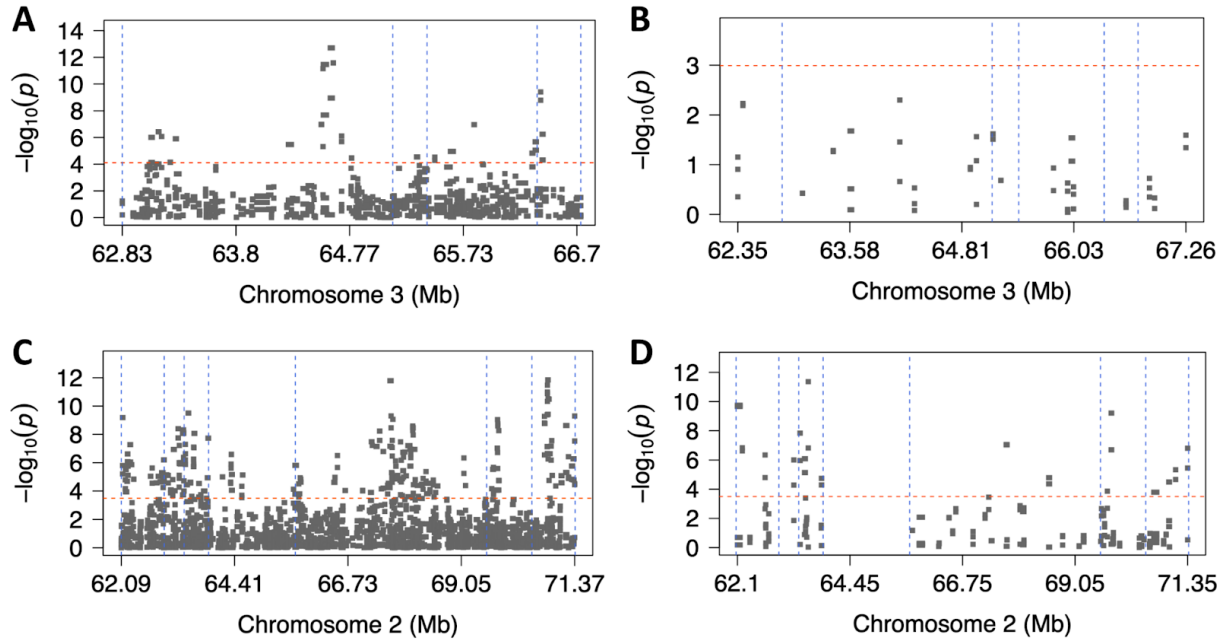 A
−log10(p)
14
12
10
8
6
4
2
0
62.83 63.8 64.77 65.73 66.7
Chromosome 3 (Mb)
B
−log10(p)
3
2
1
0
62.35 63.58 64.81 66.03 67.26
Chromosome 3 (Mb)
C
−log10(p)
12
10
8
6
4
2
0
62.09 64.41 66.73 69.05 71.37
Chromosome 2 (Mb)
D
−log10(p)
12
10
8
6
4
2
0
62.1 64.45 66.75 69.05 71.35
Chromosome 2 (Mb)